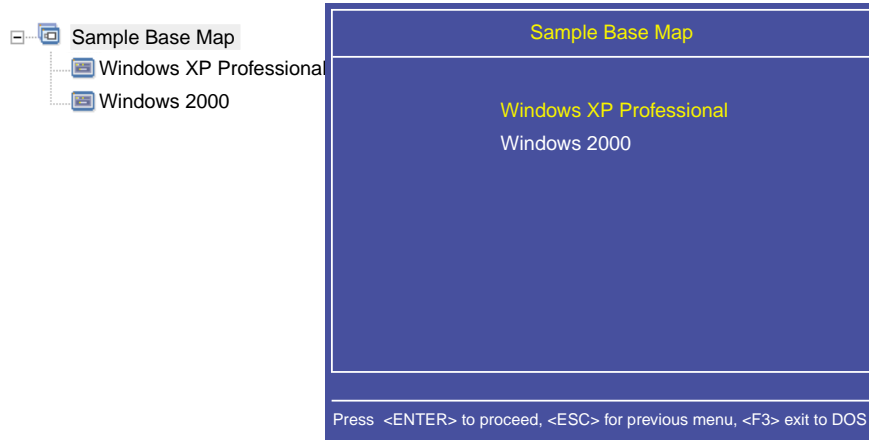 Sample Base Map
Windows XP Professional
Windows 2000
Sample Base Map
Windows XP Professional
Windows 2000
Press <ENTER> to proceed, <ESC> for previous menu, <F3> exit to DOS